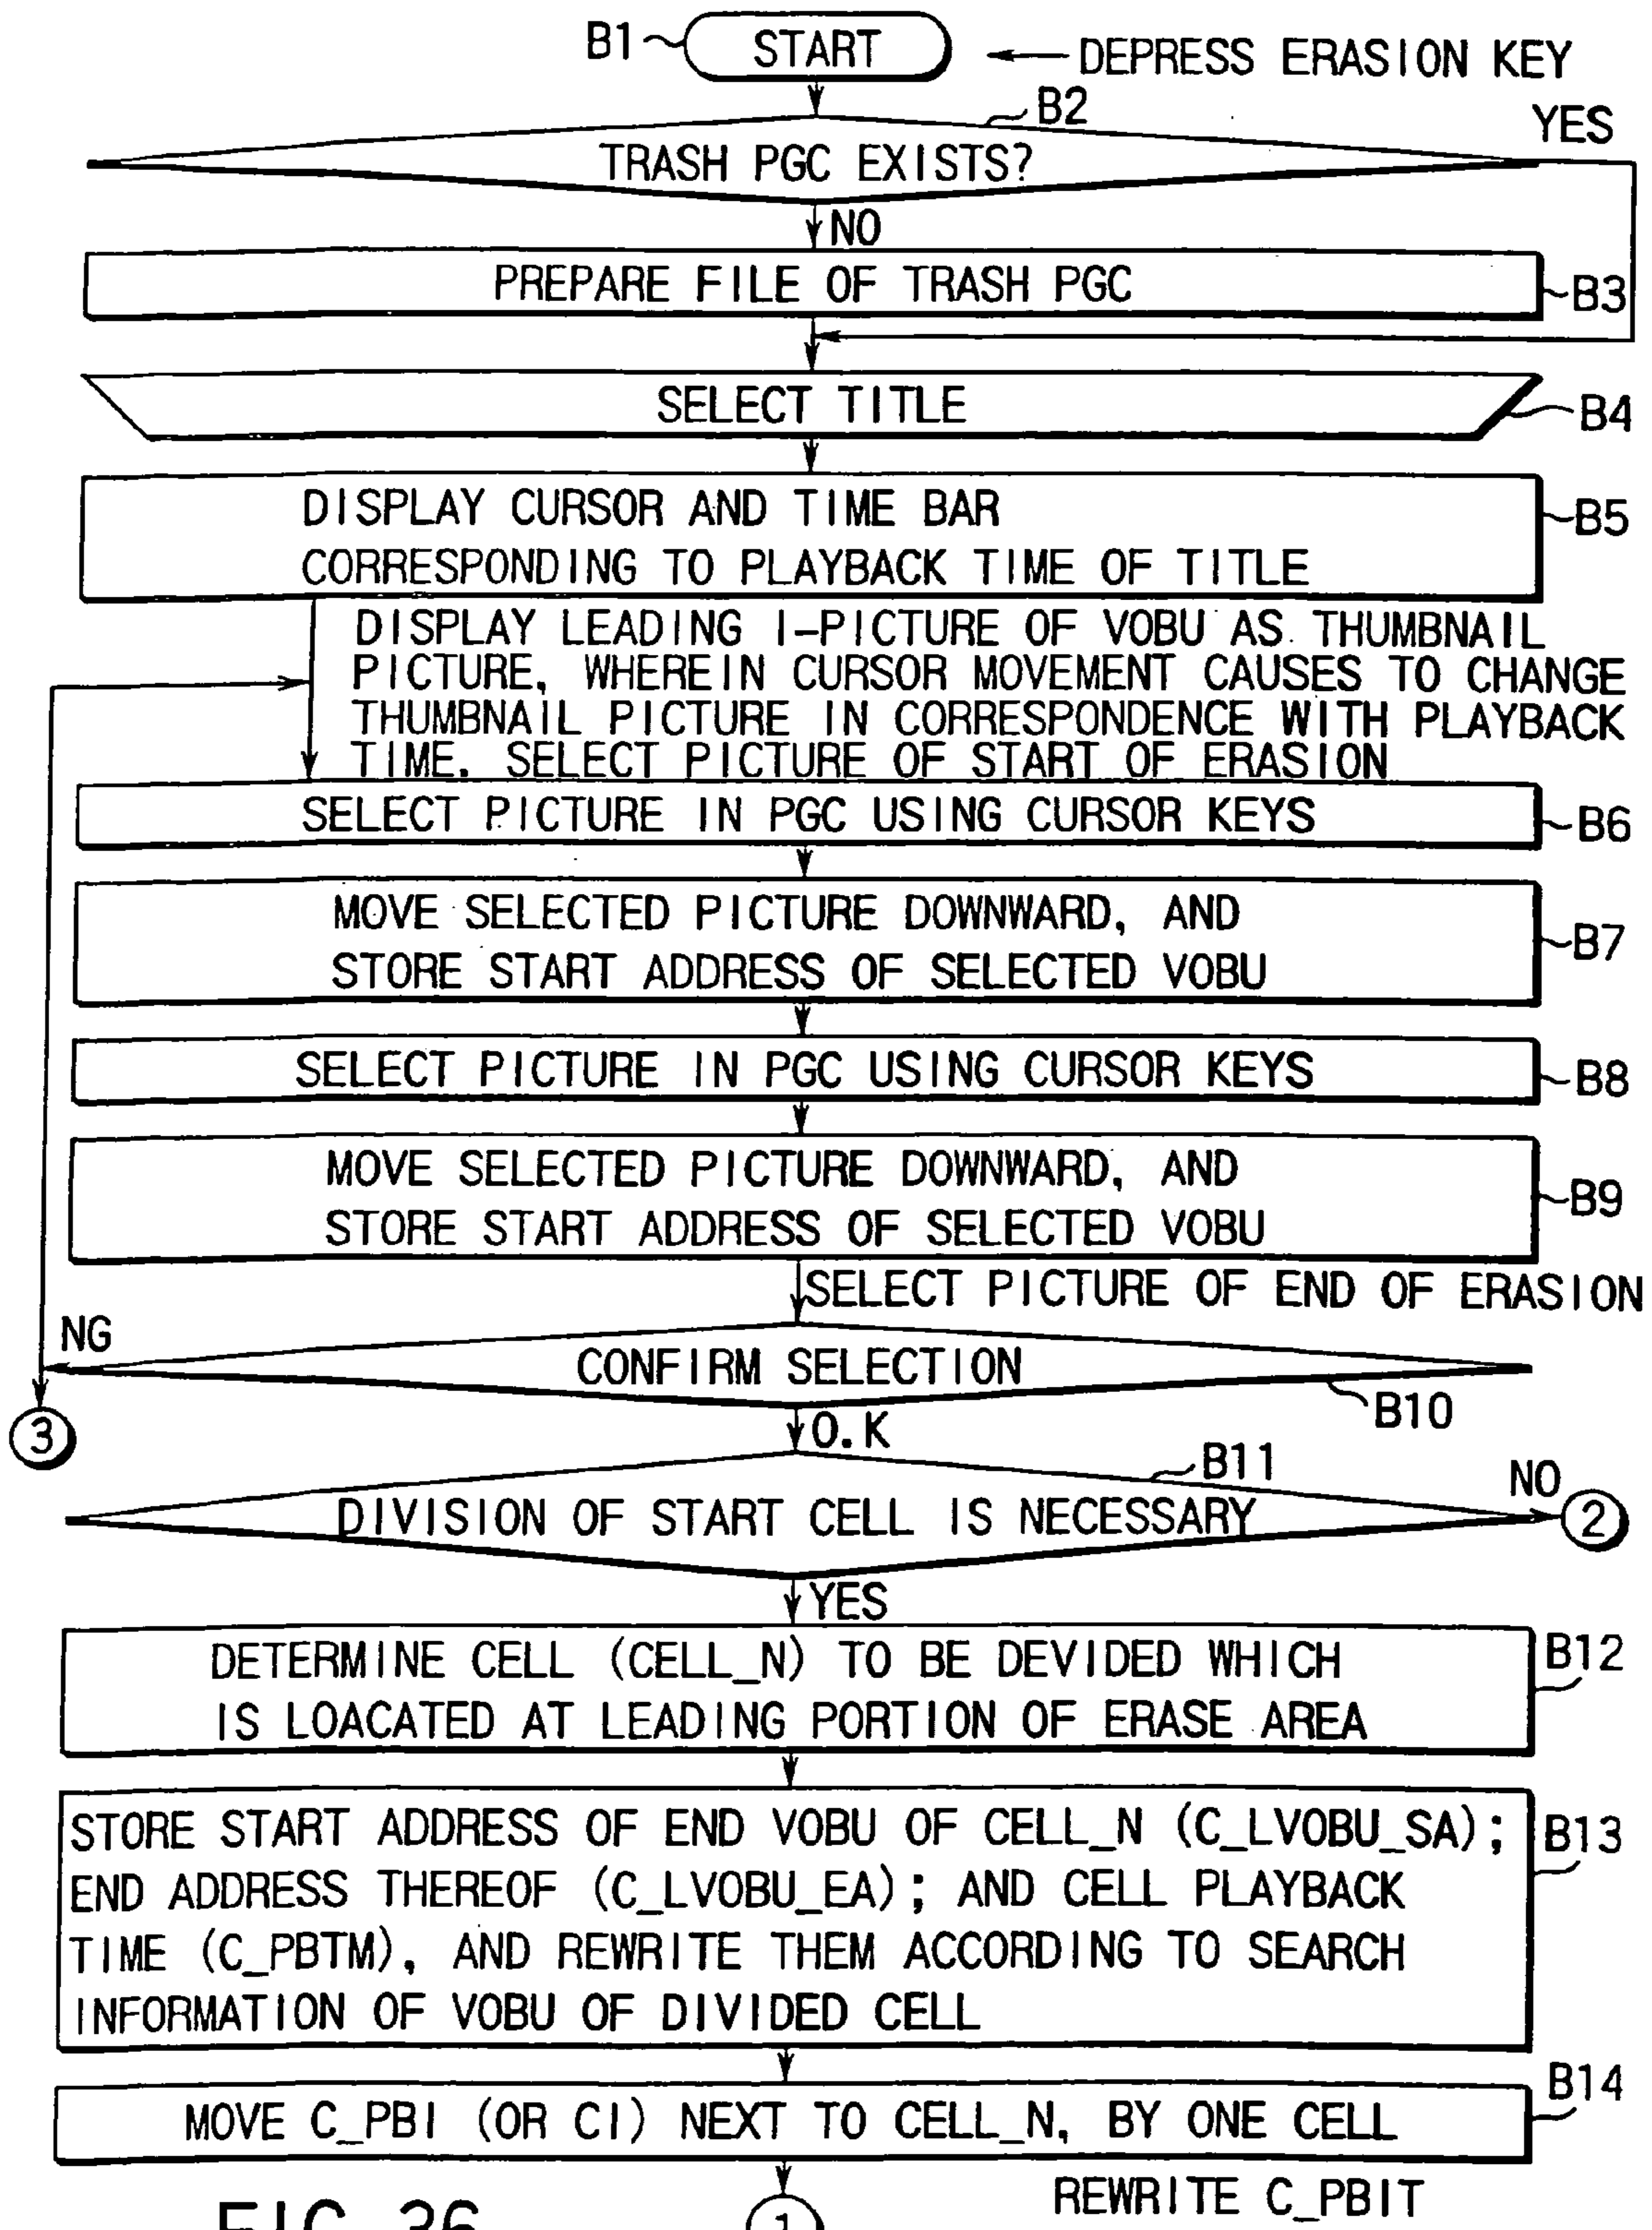 B1 START ← DEPRESS ERASION KEY
B2 YES
TRASH PGC EXISTS?
NO
PREPARE FILE OF TRASH PGC B3
SELECT TITLE B4
DISPLAY CURSOR AND TIME BAR B5
CORRESPONDING TO PLAYBACK TIME OF TITLE
DISPLAY LEADING I-PICTURE OF VOBU AS THUMBNAIL
PICTURE, WHEREIN CURSOR MOVEMENT CAUSES TO CHANGE
THUMBNAIL PICTURE IN CORRESPONDENCE WITH PLAYBACK
TIME. SELECT PICTURE OF START OF ERASION
SELECT PICTURE IN PGC USING CURSOR KEYS B6
MOVE SELECTED PICTURE DOWNWARD, AND B7
STORE START ADDRESS OF SELECTED VOBU
SELECT PICTURE IN PGC USING CURSOR KEYS B8
MOVE SELECTED PICTURE DOWNWARD, AND B9
STORE START ADDRESS OF SELECTED VOBU
SELECT PICTURE OF END OF ERASION
NG
CONFIRM SELECTION
B10
3 O.K
B11 NO
DIVISION OF START CELL IS NECESSARY 2
YES
DETERMINE CELL (CELL_N) TO BE DEVIDED WHICH B12
IS LOACATED AT LEADING PORTION OF ERASE AREA
STORE START ADDRESS OF END VOBU OF CELL_N (C_LVOBU_SA); B13
END ADDRESS THEREOF (C_LVOBU_EA); AND CELL PLAYBACK
TIME (C_PBTM), AND REWRITE THEM ACCORDING TO SEARCH
INFORMATION OF VOBU OF DIVIDED CELL
B14
MOVE C_PBI (OR CI) NEXT TO CELL_N, BY ONE CELL
REWRITE C_PBIT
FIG. 36 1